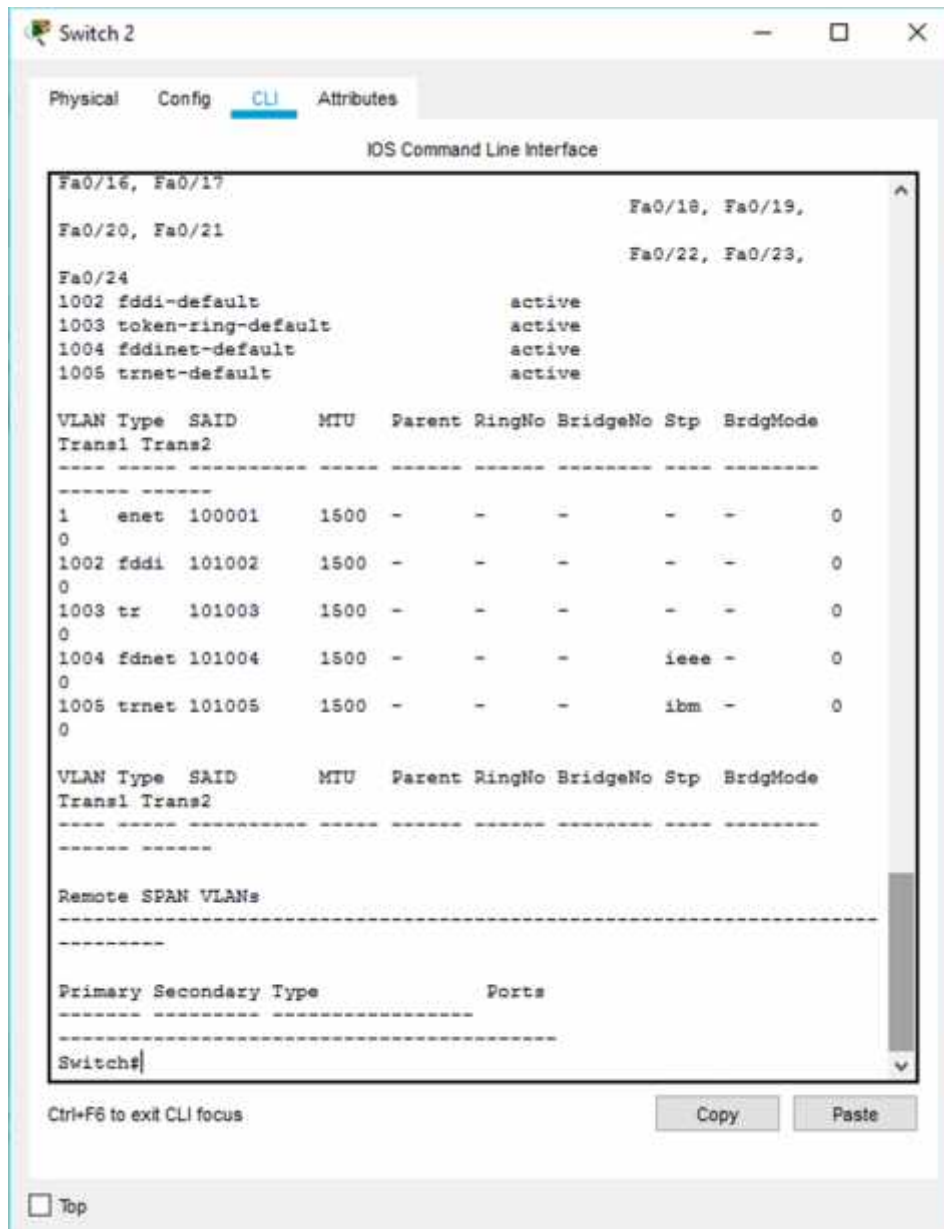 Switch 2
Physical Config CLI Attributes
IOS Command Line Interface
Fa0/16, Fa0/17
Fa0/18, Fa0/19,
Fa0/20, Fa0/21
Fa0/22, Fa0/23,
Fa0/24
1002 fddi-default active
1003 token-ring-default active
1004 fddinet-default active
1005 trnet-default active
VLAN Type SAID MTU Parent RingNo BridgeNo Stp BrdgMode
Trans1 Trans2
---- ----- ---------- ----- ------ ------ -------- ---- --------
------ ------
1 enet 100001 1500 - - - - - 0
0
1002 fddi 101002 1500 - - - - - 0
0
1003 tr 101003 1500 - - - - - 0
0
1004 fdnet 101004 1500 - - - ieee - 0
0
1005 trnet 101005 1500 - - - ibm - 0
0
VLAN Type SAID MTU Parent RingNo BridgeNo Stp BrdgMode
Trans1 Trans2
---- ----- ---------- ----- ------ ------ -------- ---- --------
------ ------
Remote SPAN VLANs
---------------------------------------------------------------------
---------
Primary Secondary Type Ports
------- --------- -----------------
------------------------------------------
Switch#
Ctrl+F6 to exit CLI focus
Copy Paste
Top